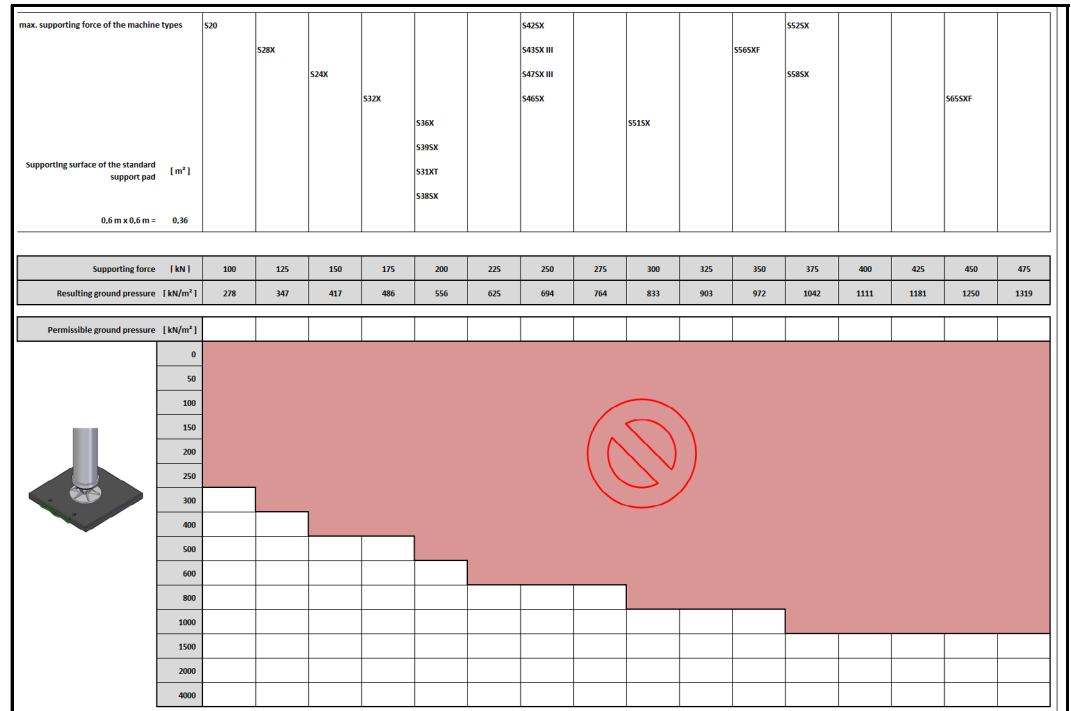 max. supporting force of the machine types S20 S42SX S52SX
S28X S43SX III S56SXF
S24X S47SX III S58SX
S32X S46SX S65SXF
S36X S51SX
S39SX
Supporting surface of the standard support pad [ m² ] S31XT
S38SX
0,6 m x 0,6 m = 0,36
Supporting force [ kN ] 100 125 150 175 200 225 250 275 300 325 350 375 400 425 450 475
Resulting ground pressure [ kN/m² ] 278 347 417 486 556 625 694 764 833 903 972 1042 1111 1181 1250 1319
Permissible ground pressure [ kN/m² ]
0
50
100
150
200
250
300
400
500
600
800
1000
1500
2000
4000